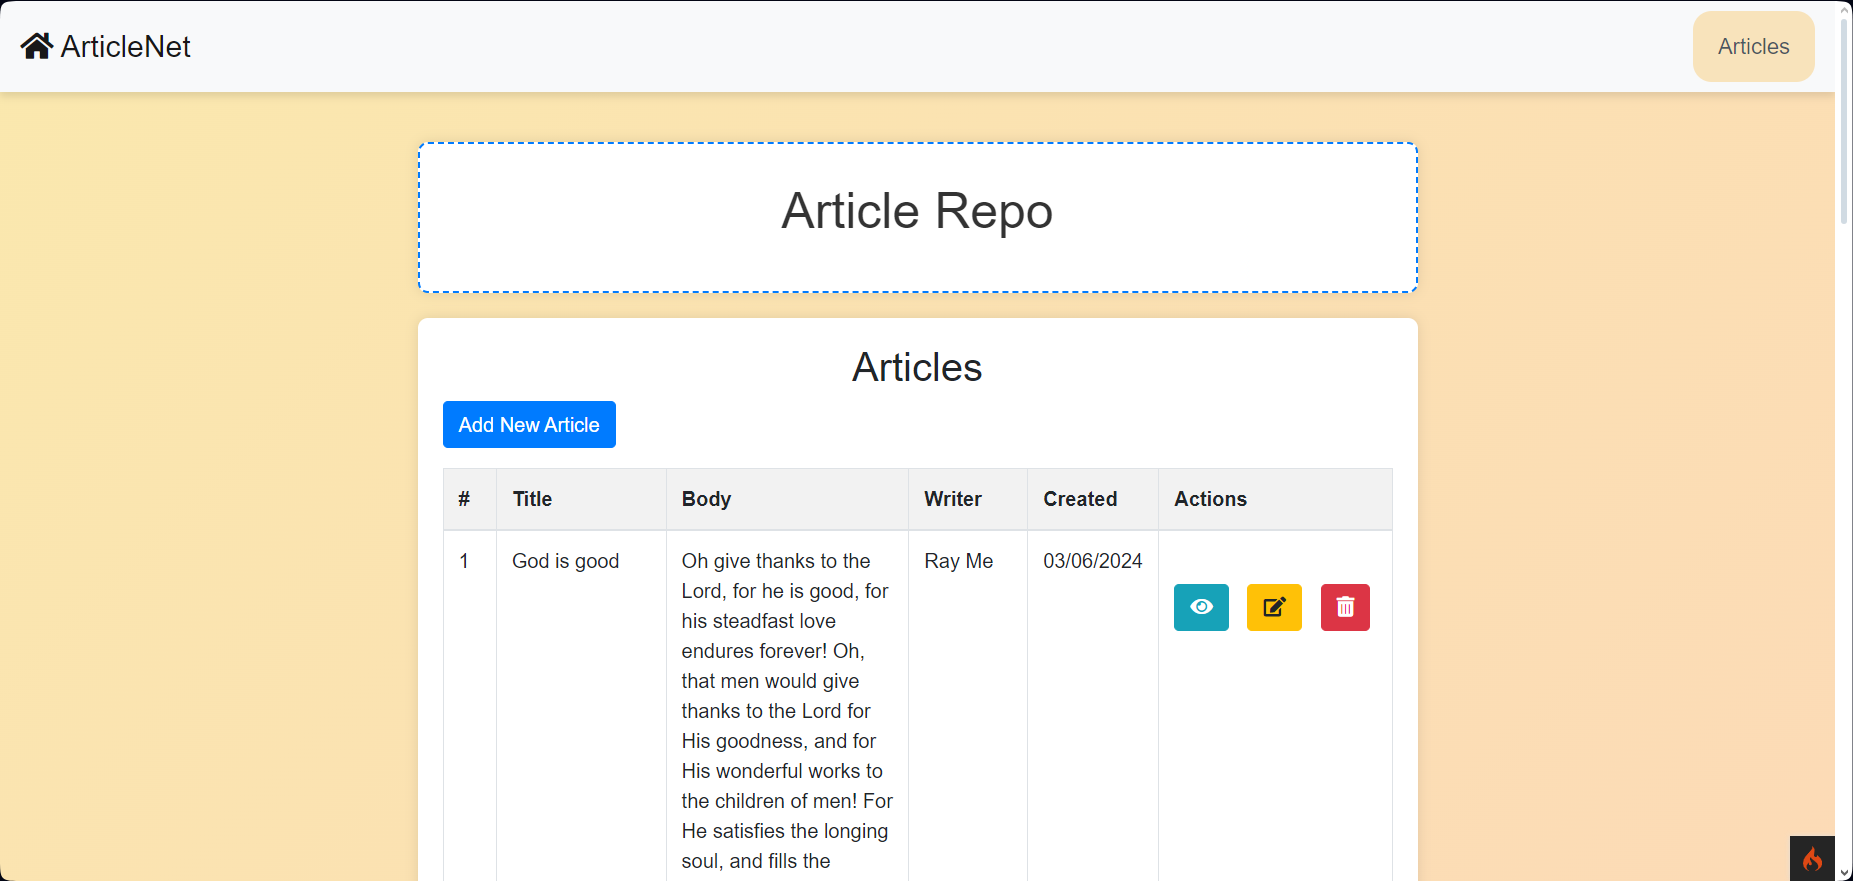 ArticleNet
Articles
Article Repo
Articles
Add New Article
# Title Body Writer Created Actions
1 God is good Oh give thanks to the Ray Me 03/06/2024
Lord, for he is good, for
his steadfast love
endures forever! Oh,
that men would give
thanks to the Lord for
His goodness, and for
His wonderful works to
the children of men! For
He satisfies the longing
soul, and fills the